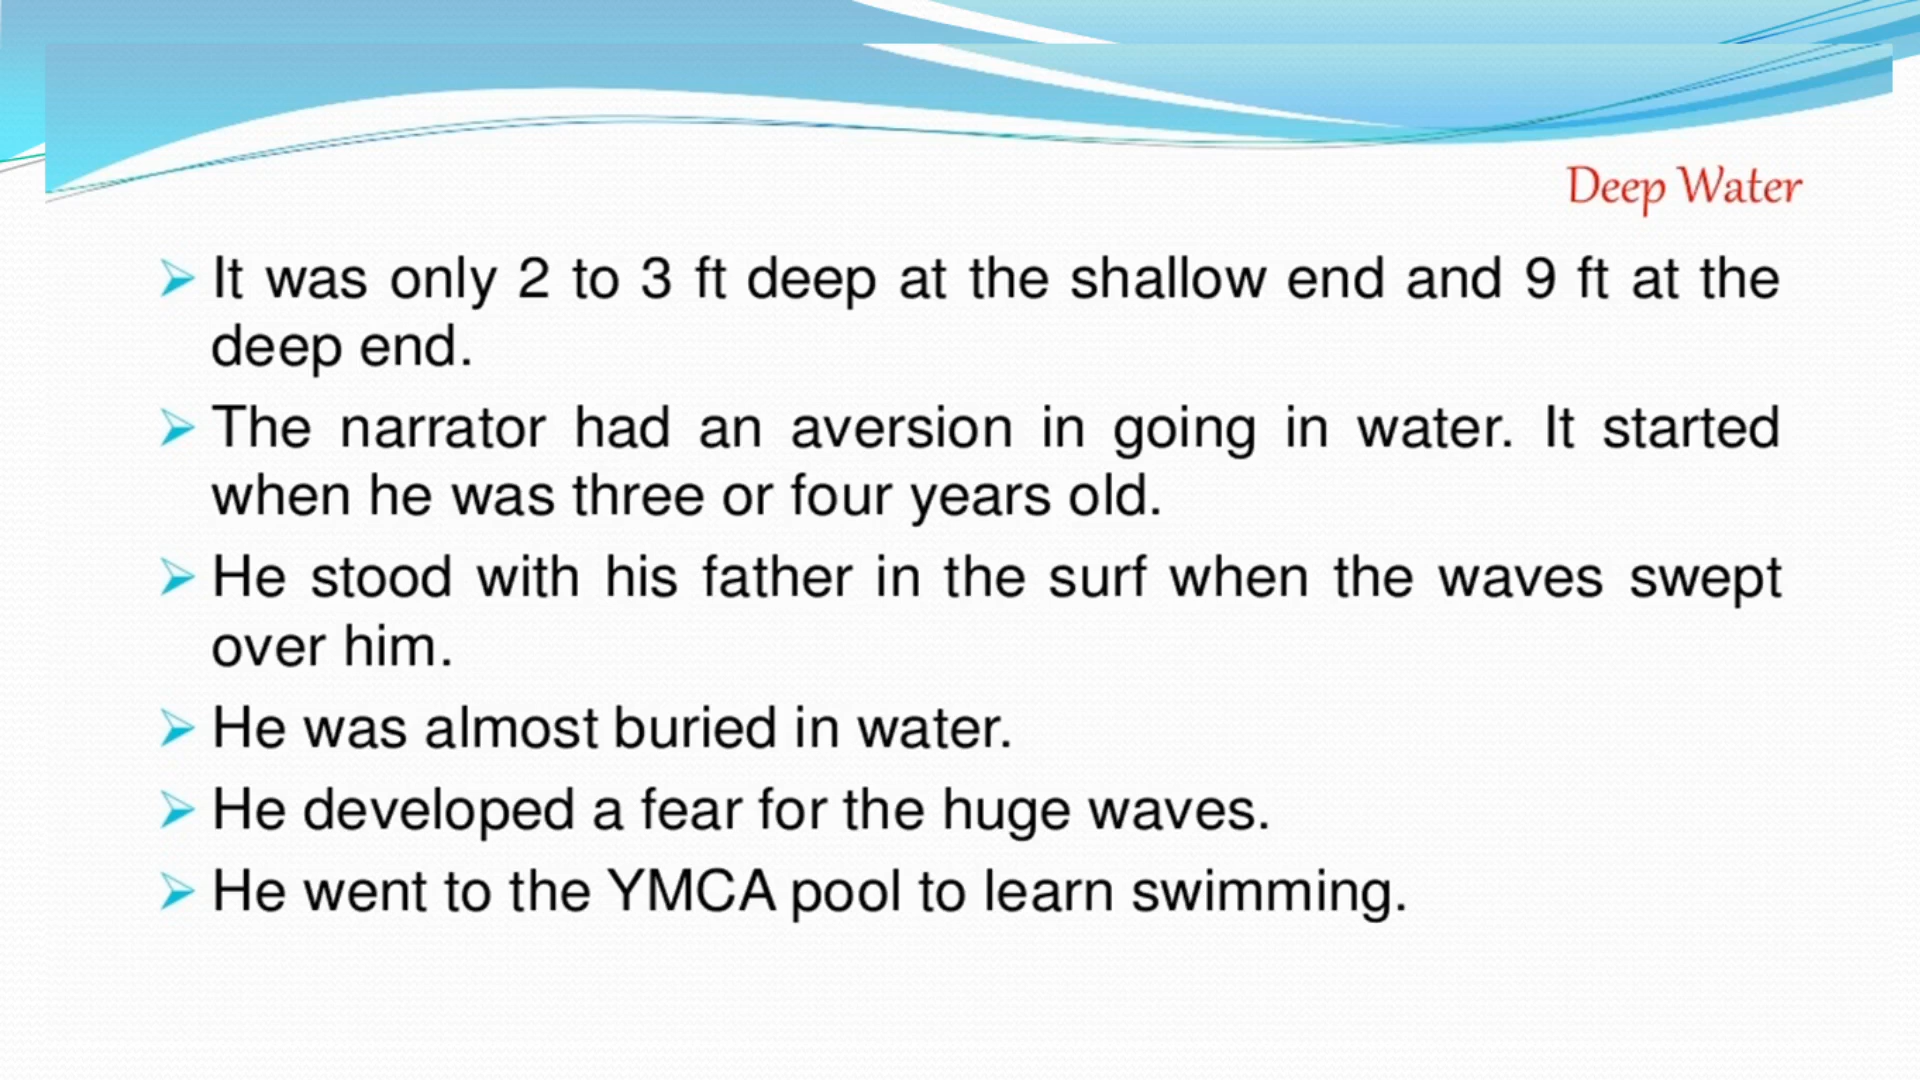 Deep Water
It was only 2 to 3 ft deep at the shallow end and 9 ft at the
deep end.
The narrator had an aversion in going in water. It started
when he was three or four years old.
He stood with his father in the surf when the waves swept
over him.
He was almost buried in water.
He developed a fear for the huge waves.
He went to the YMCA pool to learn swimming.